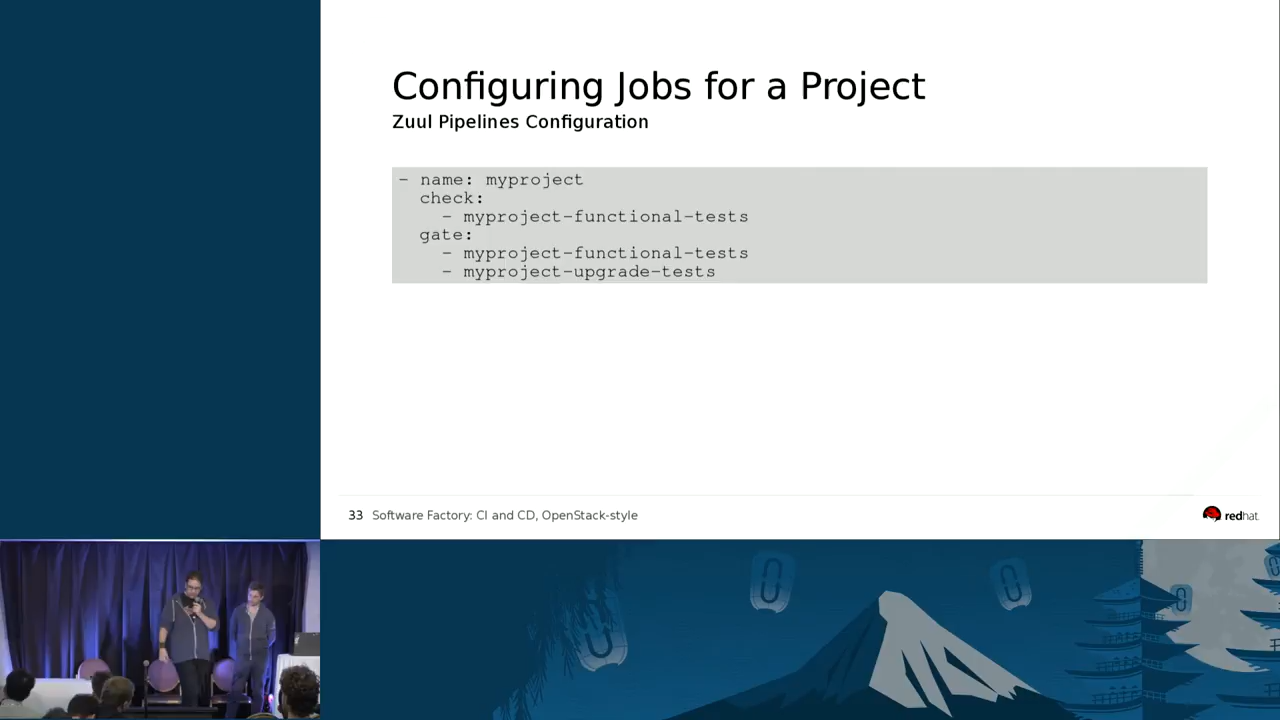 Configuring Jobs for a Project
Zuul Pipelines Configuration
- name: myproject
  check:
    - myproject-functional-tests
  gate:
    - myproject-functional-tests
    - myproject-upgrade-tests
33 Software Factory: CI and CD, OpenStack-style
redhat.